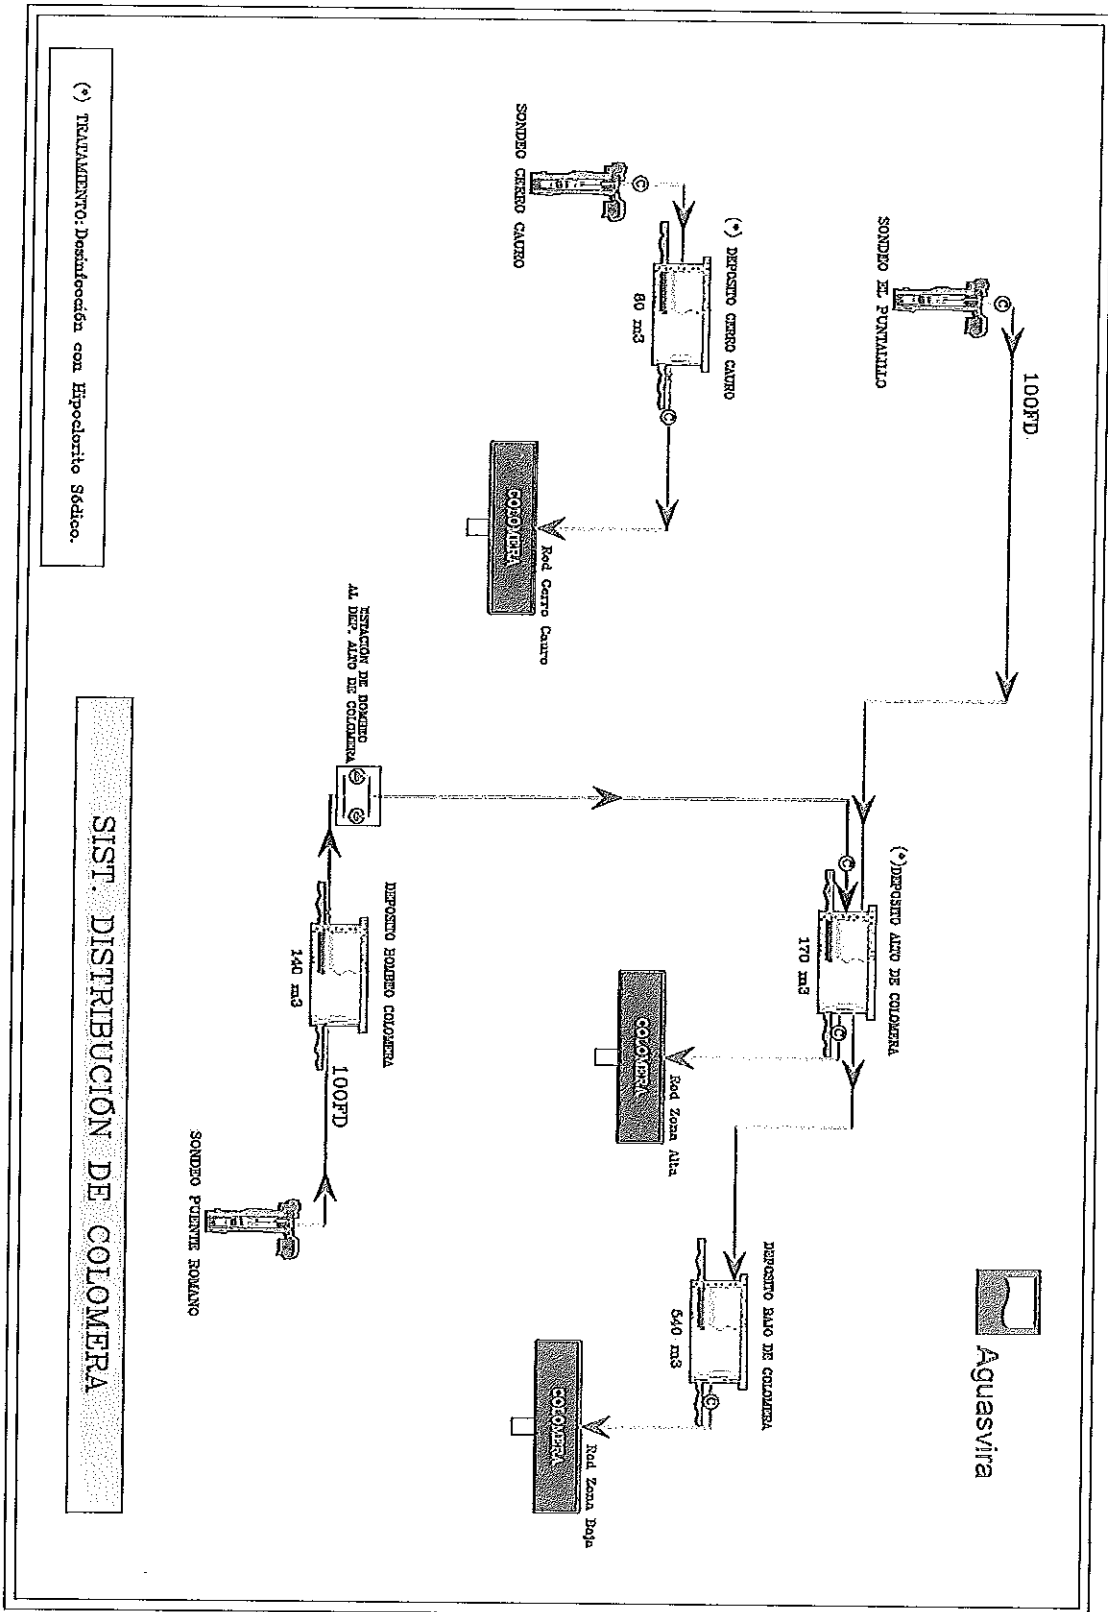 Aguasvira
100FD
SONDEO EL PUNTALILLO
(*)DEPOSITO ALTO DE COLOMERA
170 m3
(*) DEPOSITO CERRO CAURO
80 m3
SONDEO CERRO CAURO
DEPOSITO BAJO DE COLOMERA
540 m3
Red Cerro Cauro
COLOMERA
Red Zona Alta
COLOMERA
Red Zona Baja
COLOMERA
ESTACIÓN DE BOMBEO
AL DEP. ALTO DE COLOMERA
DEPOSITO BOMBEO COLOMERA
140 m3
100FD
SONDEO PUENTE ROMANO
(*) TRATAMIENTO: Desinfección con Hipoclorito Sódico.
SIST. DISTRIBUCIÓN DE COLOMERA
C
C
C
C
C
C